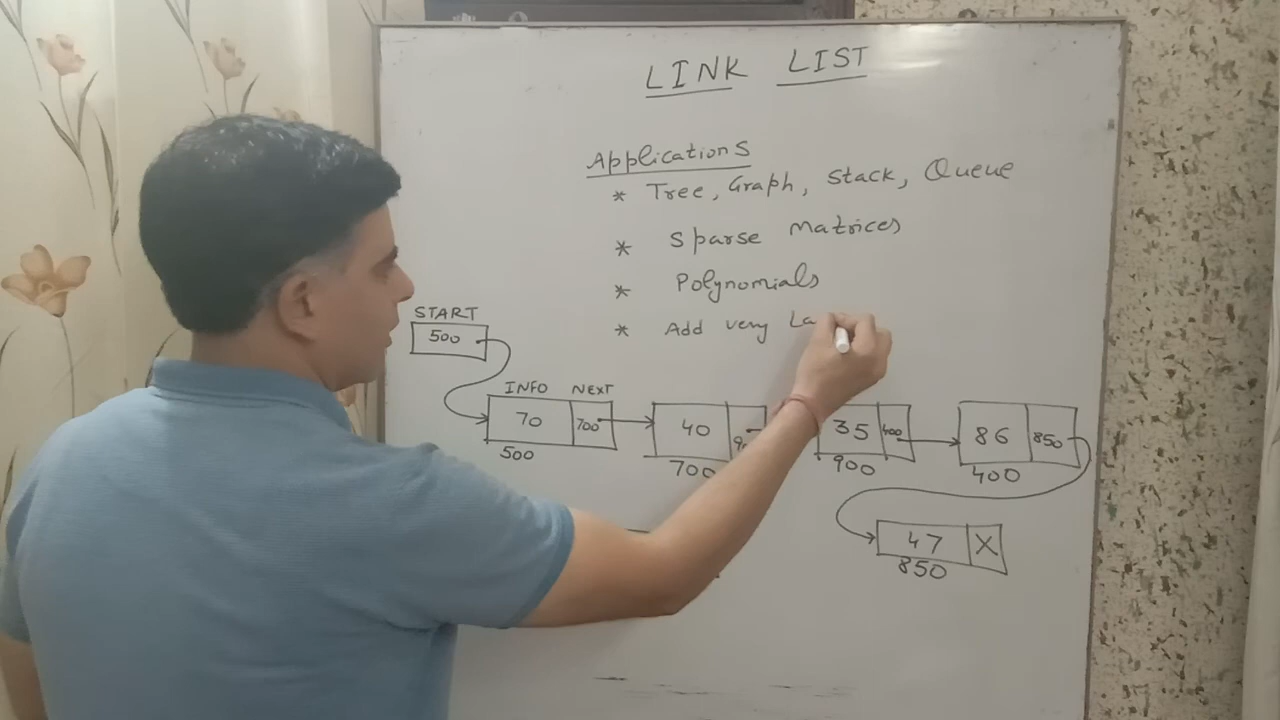 LINK LIST
Applications
* Tree, Graph, Stack, Queue
* Sparse Matrices
* Polynomials
* Add very La
START
500
INFO NEXT
70 700 40 35 400 86 850
500 700 900 400
47 X
850